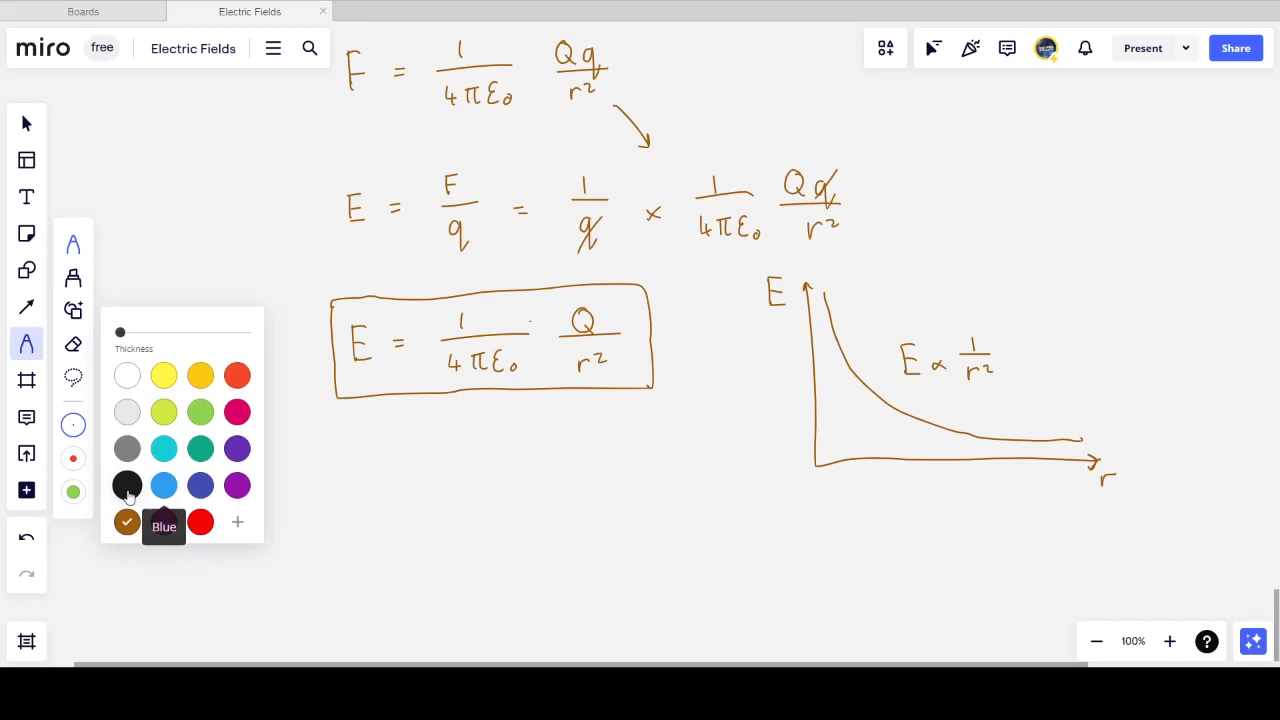 Boards
Electric Fields
miro free Electric Fields
Present
Share
F = 1/4πε₀ Qq/r²
E = F/q = 1/q × 1/4πε₀ Qq/r²
E = 1/4πε₀ Q/r²
E
E ∝ 1/r²
r
Thickness
Blue
100%
?